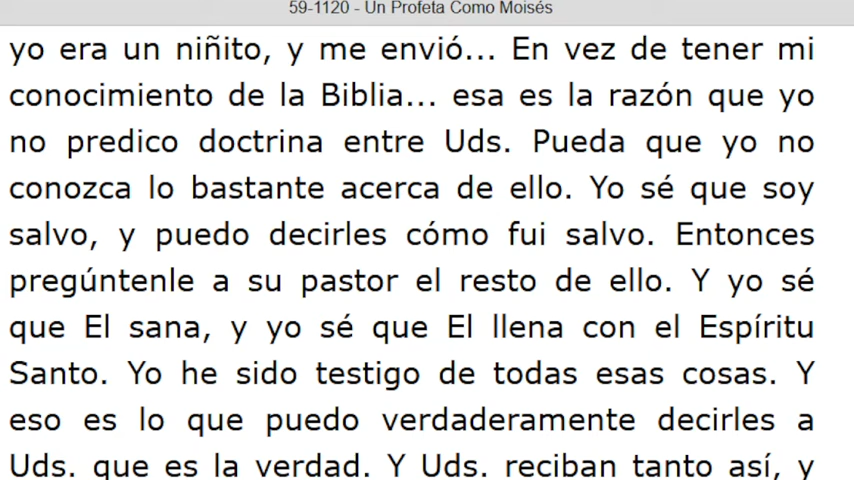 59-1120 - Un Profeta Como Moisés
yo era un niñito, y me envió... En vez de tener mi
conocimiento de la Biblia... esa es la razón que yo
no predico doctrina entre Uds. Pueda que yo no
conozca lo bastante acerca de ello. Yo sé que soy
salvo, y puedo decirles cómo fui salvo. Entonces
pregúntenle a su pastor el resto de ello. Y yo sé
que El sana, y yo sé que El llena con el Espíritu
Santo. Yo he sido testigo de todas esas cosas. Y
eso es lo que puedo verdaderamente decirles a
Uds. que es la verdad. Y Uds. reciban tanto así, y